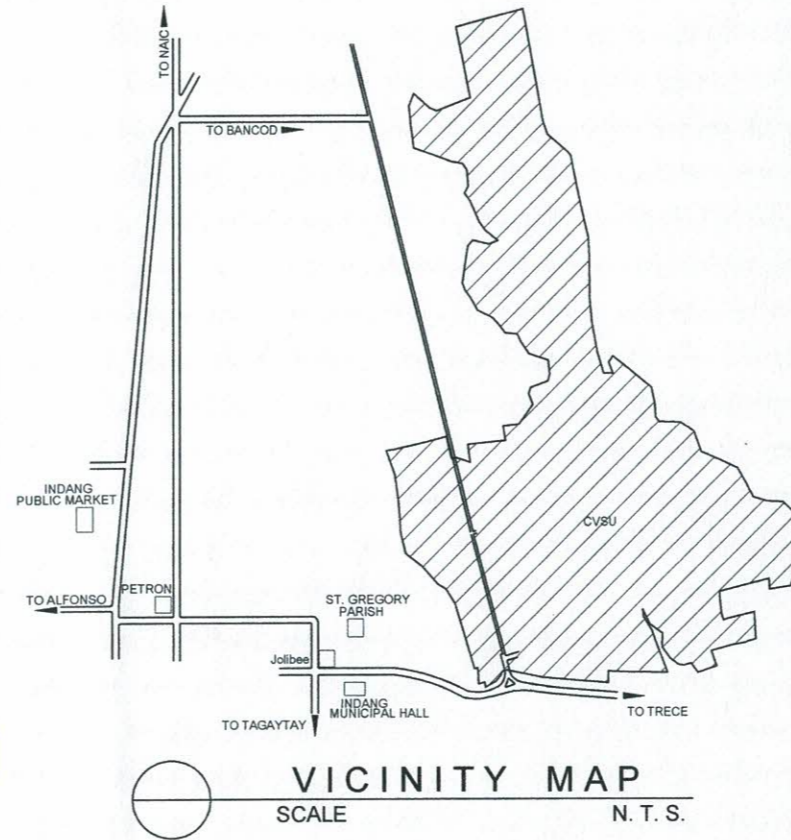 TO NAIC
TO BANCOD
INDANG
PUBLIC MARKET
CVSU
PETRON
TO ALFONSO
ST. GREGORY
PARISH
Jolibee
INDANG
MUNICIPAL HALL
TO TRECE
TO TAGAYTAY
VICINITY MAP
SCALE N. T. S.